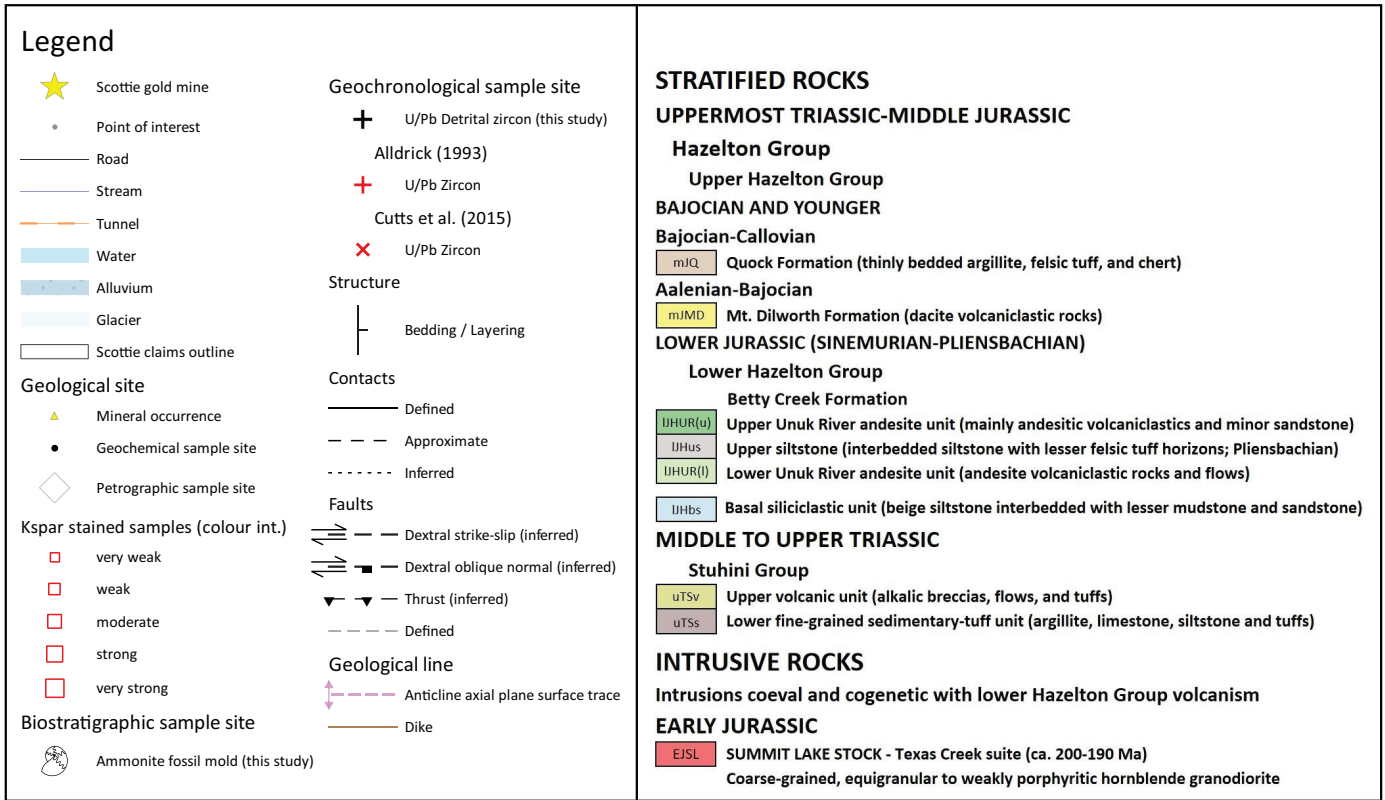 Legend
Scottie gold mine
Point of interest
Road
Stream
Tunnel
Water
Alluvium
Glacier
Scottie claims outline
Geological site
Mineral occurrence
Geochemical sample site
Petrographic sample site
Kspar stained samples (colour int.)
very weak
weak
moderate
strong
very strong
Biostratigraphic sample site
Ammonite fossil mold (this study)
Geochronological sample site
U/Pb Detrital zircon (this study)
Alldrick (1993)
U/Pb Zircon
Cutts et al. (2015)
U/Pb Zircon
Structure
Bedding / Layering
Contacts
Defined
Approximate
Inferred
Faults
Dextral strike-slip (inferred)
Dextral oblique normal (inferred)
Thrust (inferred)
Defined
Geological line
Anticline axial plane surface trace
Dike
STRATIFIED ROCKS
UPPERMOST TRIASSIC-MIDDLE JURASSIC
Hazelton Group
Upper Hazelton Group
BAJOCIAN AND YOUNGER
Bajocian-Callovian
mJQ Quock Formation (thinly bedded argillite, felsic tuff, and chert)
Aalenian-Bajocian
mJMD Mt. Dilworth Formation (dacite volcaniclastic rocks)
LOWER JURASSIC (SINEMURIAN-PLIENSBACHIAN)
Lower Hazelton Group
Betty Creek Formation
lJHUR(u) Upper Unuk River andesite unit (mainly andesitic volcaniclastics and minor sandstone)
lJHus Upper siltstone (interbedded siltstone with lesser felsic tuff horizons; Pliensbachian)
lJHUR(l) Lower Unuk River andesite unit (andesite volcaniclastic rocks and flows)
lJHbs Basal siliciclastic unit (beige siltstone interbedded with lesser mudstone and sandstone)
MIDDLE TO UPPER TRIASSIC
Stuhini Group
uTSv Upper volcanic unit (alkalic breccias, flows, and tuffs)
uTSs Lower fine-grained sedimentary-tuff unit (argillite, limestone, siltstone and tuffs)
INTRUSIVE ROCKS
Intrusions coeval and cogenetic with lower Hazelton Group volcanism
EARLY JURASSIC
EJSL SUMMIT LAKE STOCK - Texas Creek suite (ca. 200-190 Ma)
Coarse-grained, equigranular to weakly porphyritic hornblende granodiorite